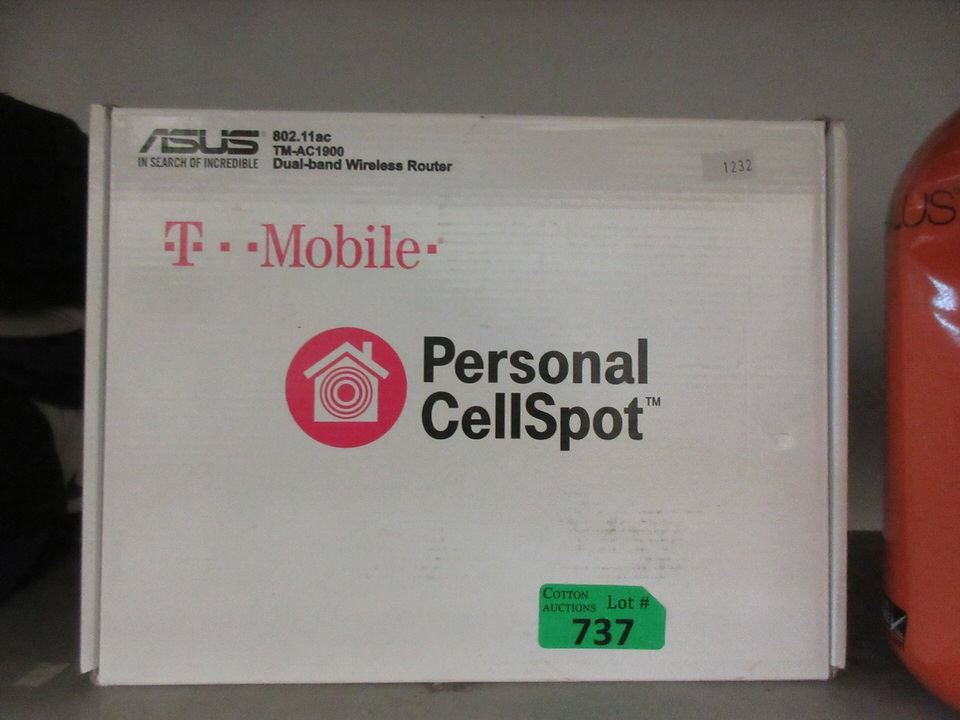 ASUS
IN SEARCH OF INCREDIBLE
802.11ac
TM-AC1900
Dual-band Wireless Router
1232
T··Mobile·
Personal
CellSpot™
COTTON
AUCTIONS Lot #
737
US